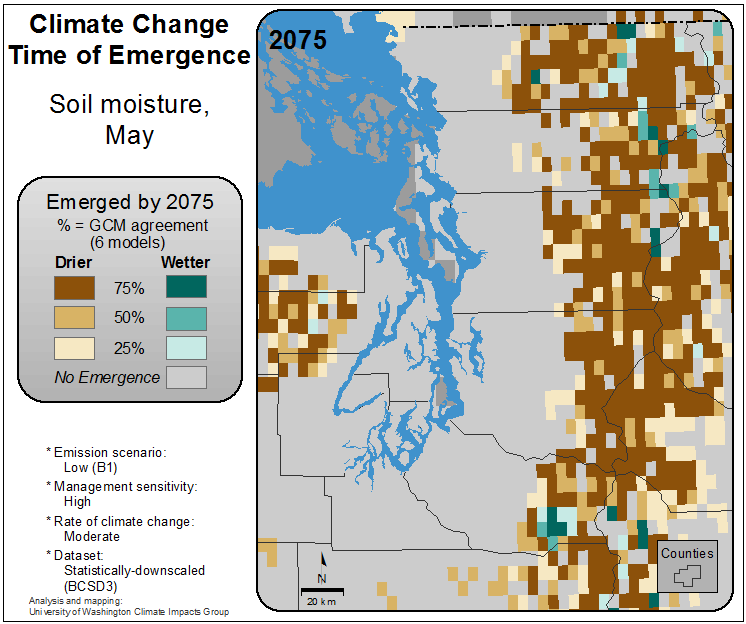 Climate Change
Time of Emergence
Soil moisture,
May
Emerged by 2075
% = GCM agreement
(6 models)
Drier Wetter
75%
50%
25%
No Emergence
* Emission scenario:
Low (B1)
* Management sensitivity:
High
* Rate of climate change:
Moderate
* Dataset:
Statistically-downscaled
(BCSD3)
Analysis and mapping:
University of Washington Climate Impacts Group
2075
N
20 km
Counties